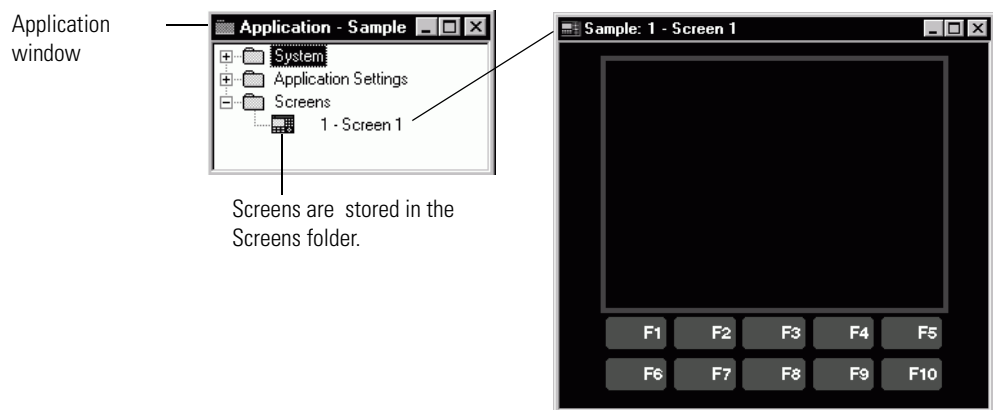 Application
window
Application - Sample
System
Application Settings
Screens
1 - Screen 1
Screens are stored in the
Screens folder.
Sample: 1 - Screen 1
F1 F2 F3 F4 F5
F6 F7 F8 F9 F10